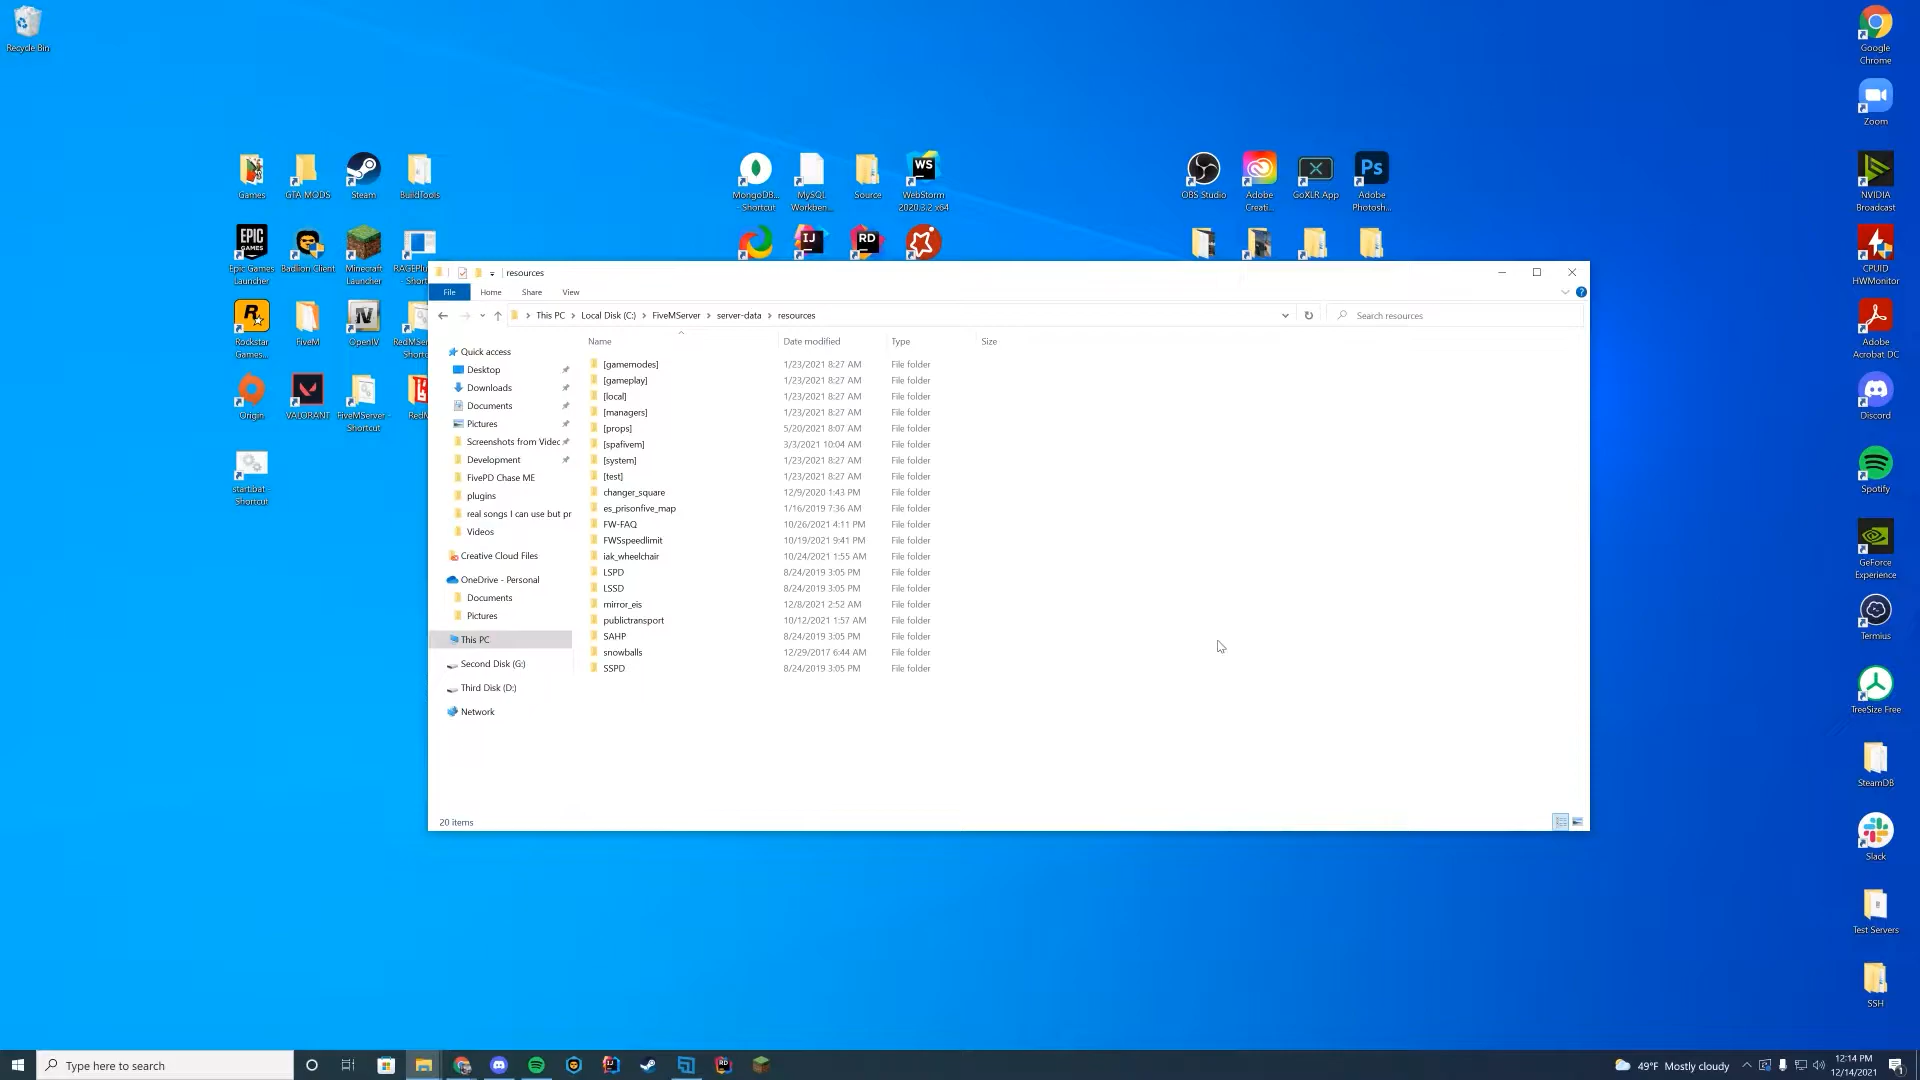 Recycle Bin
Games
GTA MODS
Steam
BuildTools
Epic Games
Launcher
Badlion Client
Minecraft
Launcher
Rockstar
Games...
FiveM
OpenIV
Origin
VALORANT
FiveMServer -
Shortcut
start.bat -
Shortcut
MongoDB...
- Shortcut
MySQL
Workben...
Source
WebStorm
2020.3.2 x64
OBS Studio
Adobe
Creati...
GoXLR App
Adobe
Photosh...
Google
Chrome
Zoom
NVIDIA
Broadcast
CPUID
HWMonitor
Adobe
Acrobat DC
Discord
Spotify
GeForce
Experience
Termius
TreeSize Free
SteamDB
Slack
Test Servers
SSH
resources
File Home Share View
This PC > Local Disk (C:) > FiveMServer > server-data > resources
Search resources
Name Date modified Type Size
Quick access
Desktop
Downloads
Documents
Pictures
Screenshots from Videc
Development
FivePD Chase ME
plugins
real songs I can use but pr
Videos
Creative Cloud Files
OneDrive - Personal
Documents
Pictures
This PC
Second Disk (G:)
Third Disk (D:)
Network
[gamemodes] 1/23/2021 8:27 AM File folder
[gameplay] 1/23/2021 8:27 AM File folder
[local] 1/23/2021 8:27 AM File folder
[managers] 1/23/2021 8:27 AM File folder
[props] 5/20/2021 8:07 AM File folder
[spafivem] 3/3/2021 10:04 AM File folder
[system] 1/23/2021 8:27 AM File folder
[test] 1/23/2021 8:27 AM File folder
changer_square 12/9/2020 1:43 PM File folder
es_prisonfive_map 1/16/2019 7:36 AM File folder
FW-FAQ 10/26/2021 4:11 PM File folder
FWSspeedlimit 10/19/2021 9:41 PM File folder
iak_wheelchair 10/24/2021 1:55 AM File folder
LSPD 8/24/2019 3:05 PM File folder
LSSD 8/24/2019 3:05 PM File folder
mirror_eis 12/8/2021 2:52 AM File folder
publictransport 10/12/2021 1:57 AM File folder
SAHP 8/24/2019 3:05 PM File folder
snowballs 12/29/2017 6:44 AM File folder
SSPD 8/24/2019 3:05 PM File folder
20 items
Type here to search
49°F Mostly cloudy
12:14 PM
12/14/2021